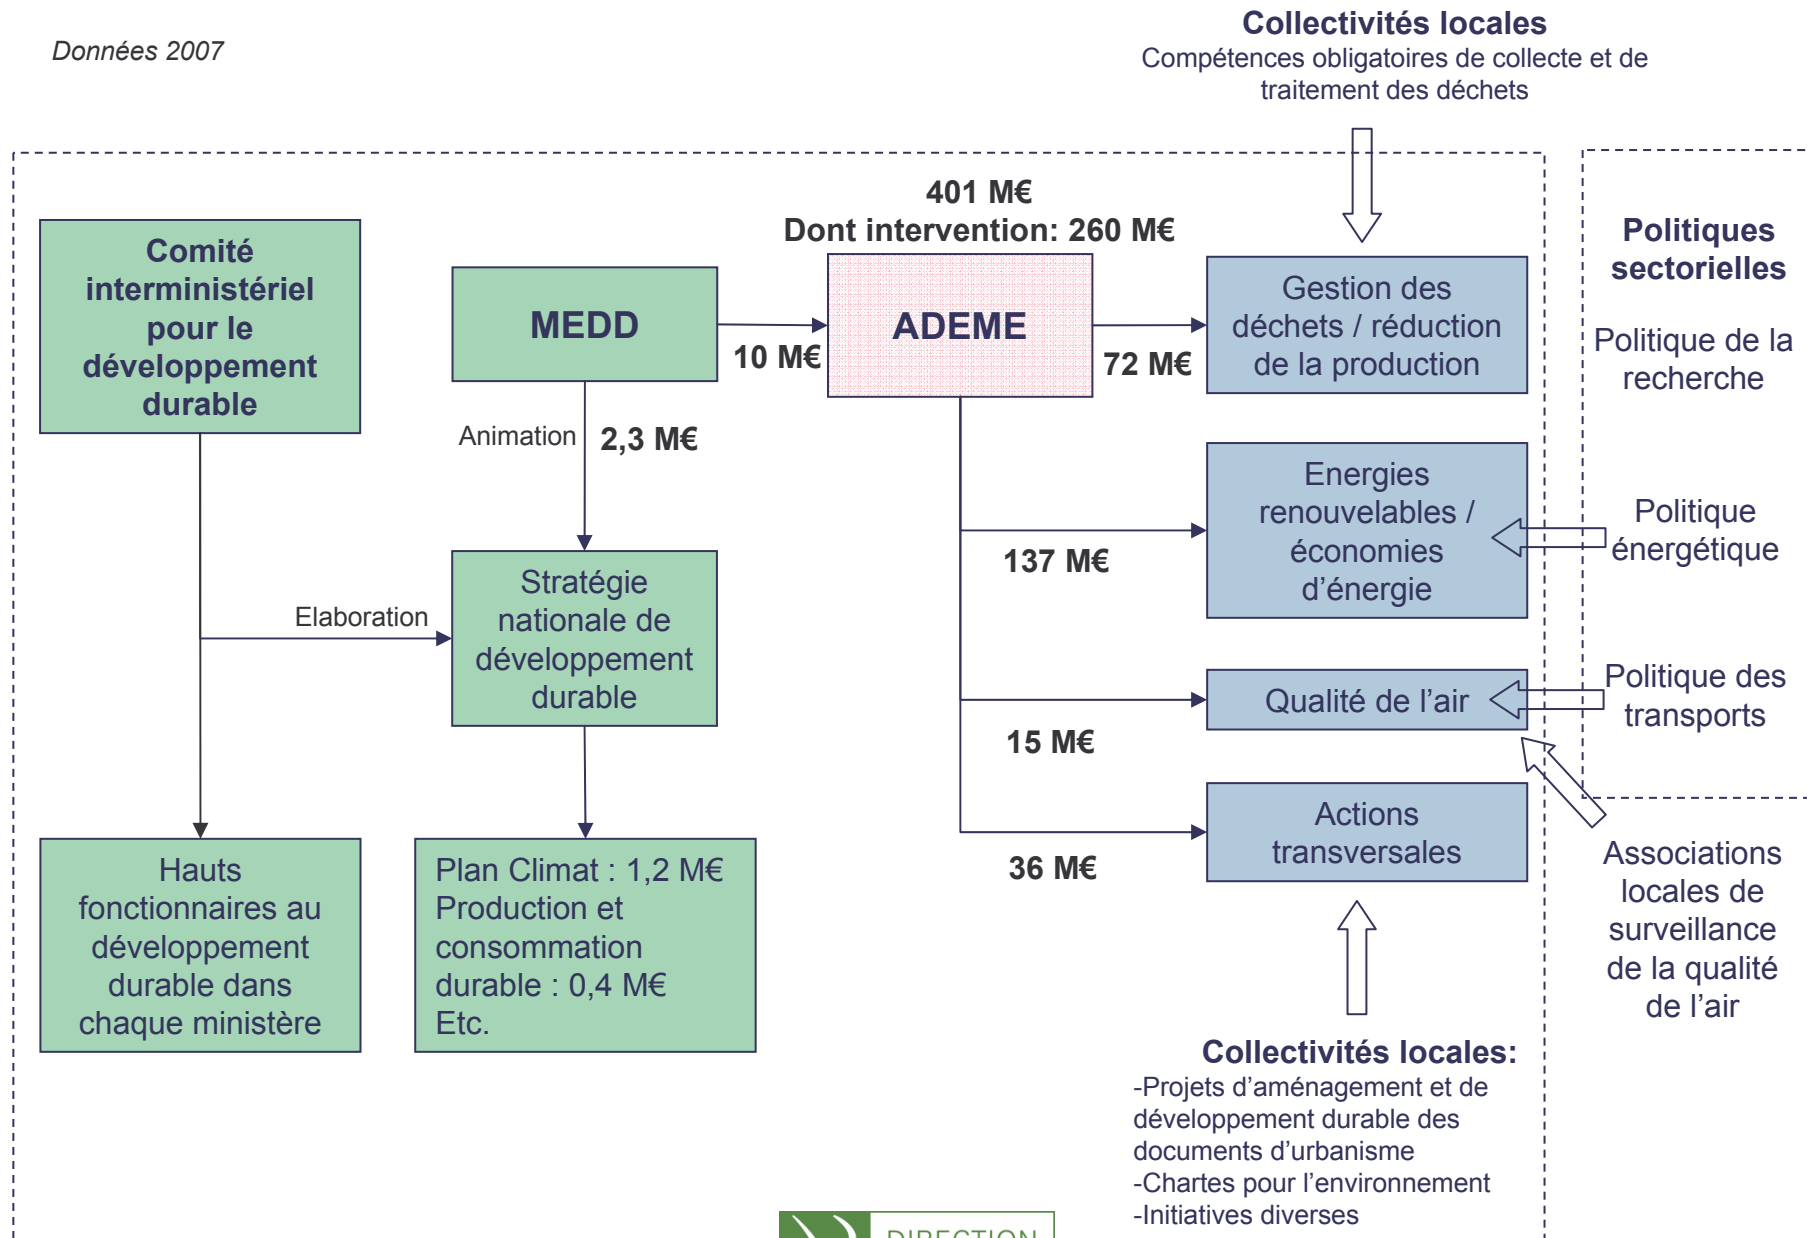 Données 2007
Collectivités locales
Compétences obligatoires de collecte et de
traitement des déchets
401 M€
Dont intervention: 260 M€
Comité
interministériel
pour le
développement
durable
MEDD
10 M€
ADEME
72 M€
Gestion des
déchets / réduction
de la production
Politiques
sectorielles
Politique de la
recherche
Animation
2,3 M€
Energies
renouvelables /
économies
d’énergie
137 M€
Politique
énergétique
Elaboration
Stratégie
nationale de
développement
durable
Qualité de l’air
15 M€
Politique des
transports
Actions
transversales
36 M€
Hauts
fonctionnaires au
développement
durable dans
chaque ministère
Plan Climat : 1,2 M€
Production et
consommation
durable : 0,4 M€
Etc.
Associations
locales de
surveillance
de la qualité
de l’air
Collectivités locales:
-Projets d’aménagement et de
développement durable des
documents d’urbanisme
-Chartes pour l’environnement
-Initiatives diverses
DIRECTION